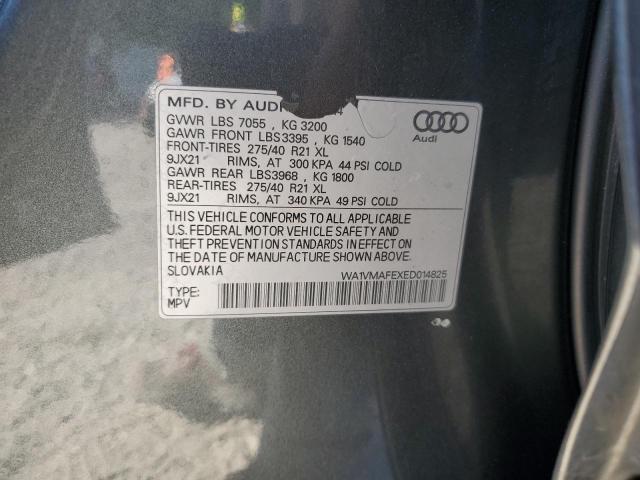 MFD. BY AUDI
GVWR LBS 7055 , KG 3200
GAWR FRONT LBS3395 , KG 1540
FRONT-TIRES 275/40 R21 XL
9JX21 RIMS, AT 300 KPA 44 PSI COLD
GAWR REAR LBS3968 , KG 1800
REAR-TIRES 275/40 R21 XL
9JX21 RIMS, AT 340 KPA 49 PSI COLD
THIS VEHICLE CONFORMS TO ALL APPLICABLE
U.S. FEDERAL MOTOR VEHICLE SAFETY AND
THEFT PREVENTION STANDARDS IN EFFECT ON
THE DATE OF MANUFACTURE SHOWN ABOVE.
SLOVAKIA
WA1VMAFEXED014825
TYPE:
MPV
Audi